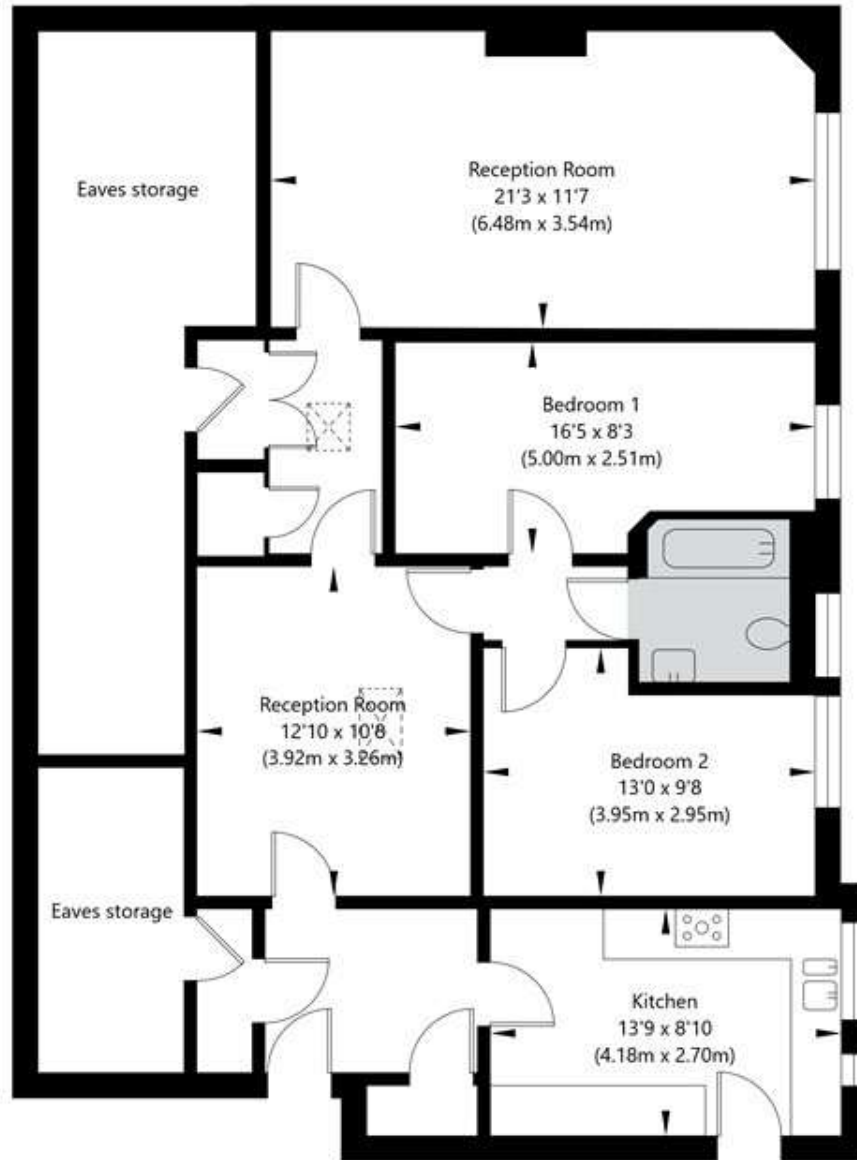 Eaves storage
Reception Room
21'3 x 11'7
(6.48m x 3.54m)
Bedroom 1
16'5 x 8'3
(5.00m x 2.51m)
Reception Room
12'10 x 10'8
(3.92m x 3.26m)
Bedroom 2
13'0 x 9'8
(3.95m x 2.95m)
Eaves storage
Kitchen
13'9 x 8'10
(4.18m x 2.70m)